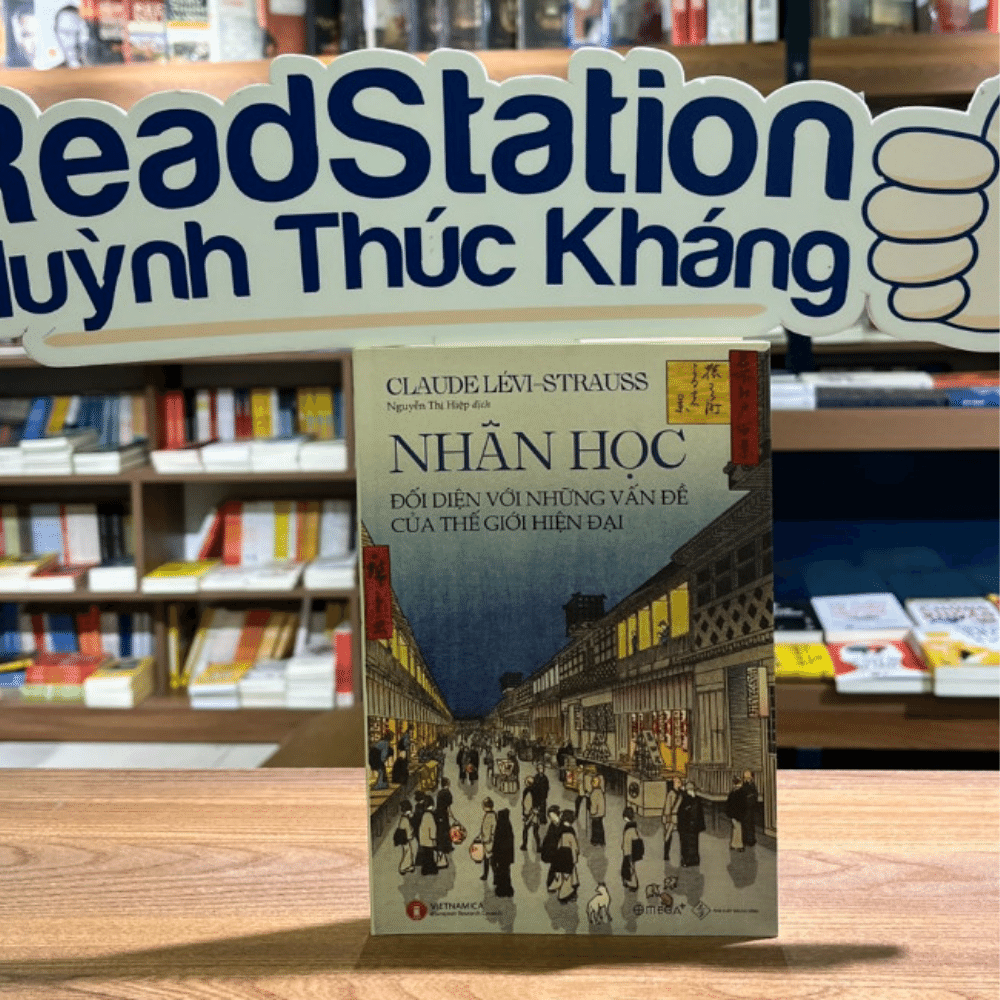 ReadStation
Huỳnh Thúc Kháng
CLAUDE LÉVI-STRAUSS
Nguyễn Thị Hiệp dịch
NHÂN HỌC
ĐỐI DIỆN VỚI NHỮNG VẤN ĐỀ
CỦA THẾ GIỚI HIỆN ĐẠI
VIETNAMICA
OMEGA+